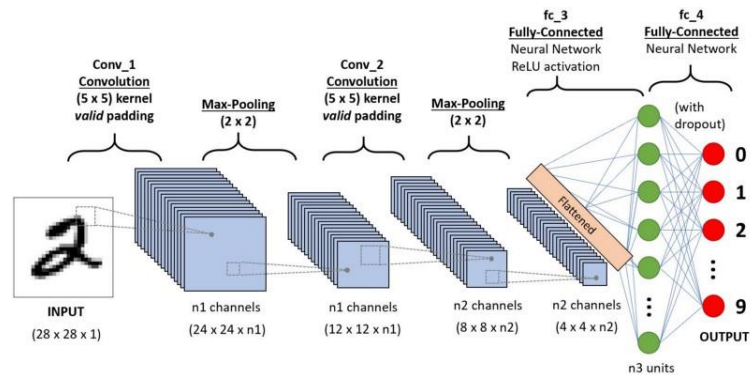 fc_3
Fully-Connected
Neural Network
ReLU activation
fc_4
Fully-Connected
Neural Network
Conv_1
Convolution
(5 x 5) kernel
valid padding
Max-Pooling
(2 x 2)
Conv_2
Convolution
(5 x 5) kernel
valid padding
Max-Pooling
(2 x 2)
(with
dropout)
2
Flattened
0
1
2
⋮
9
⋮
INPUT
(28 x 28 x 1)
n1 channels
(24 x 24 x n1)
n1 channels
(12 x 12 x n1)
n2 channels
(8 x 8 x n2)
n2 channels
(4 x 4 x n2)
n3 units
OUTPUT